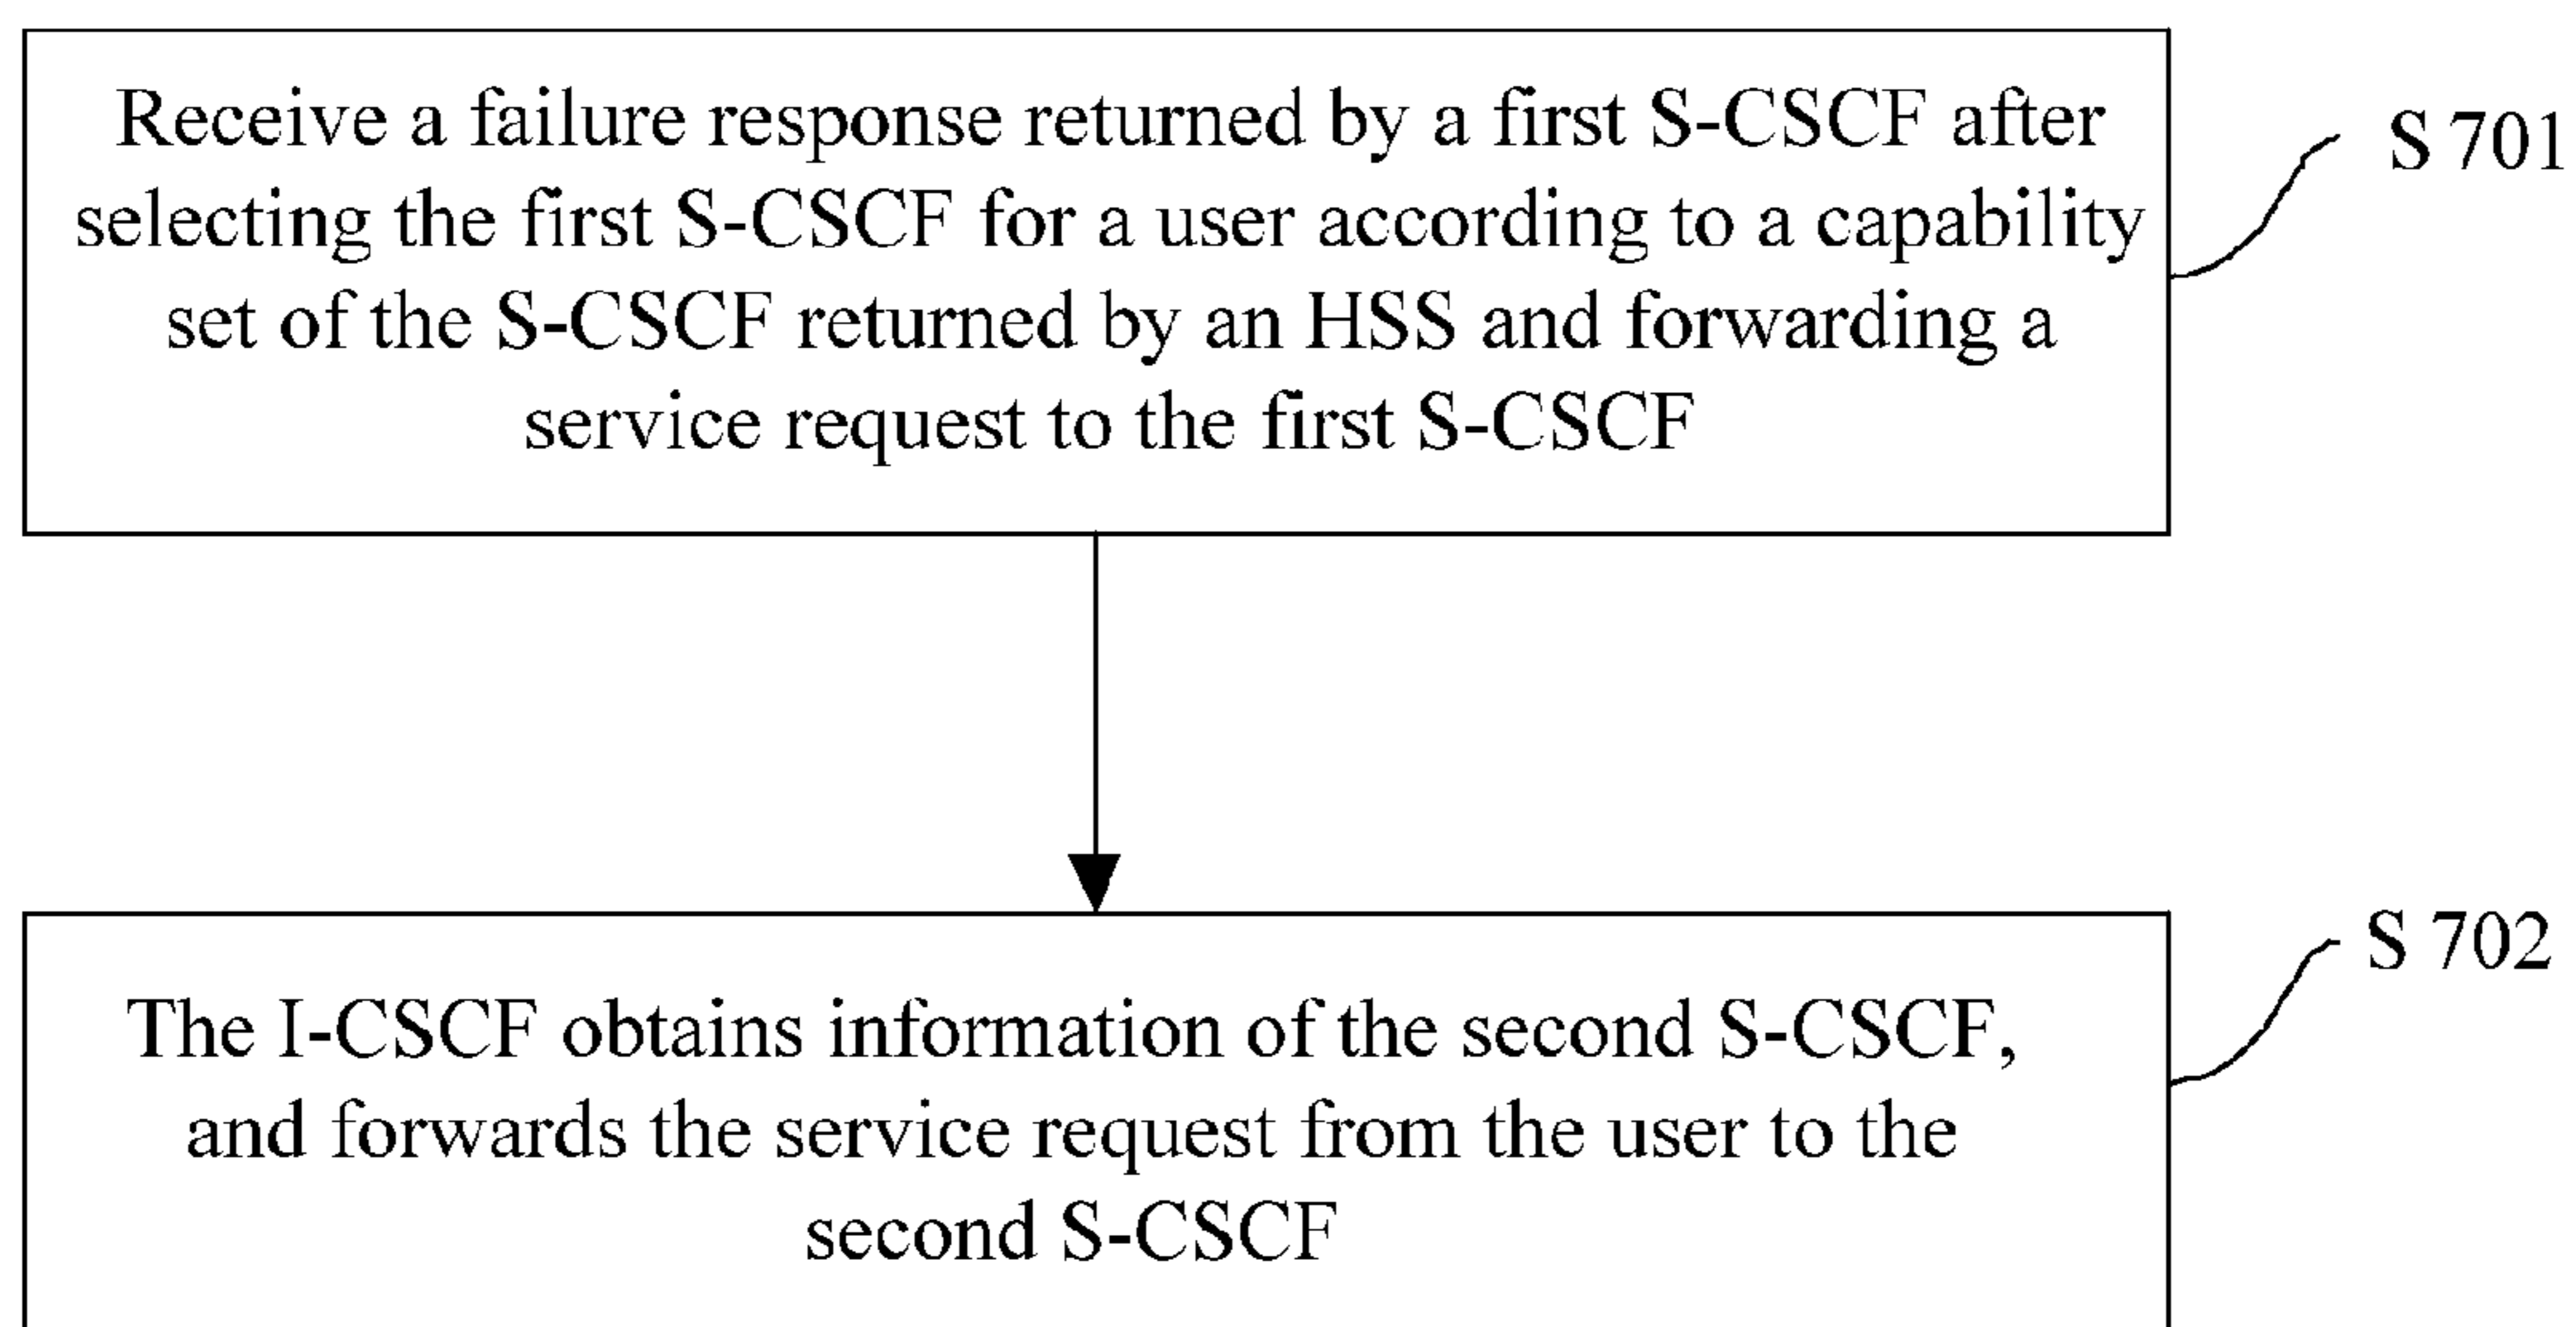 Receive a failure response returned by a first S-CSCF after
selecting the first S-CSCF for a user according to a capability
set of the S-CSCF returned by an HSS and forwarding a
service request to the first S-CSCF
S 701
The I-CSCF obtains information of the second S-CSCF,
and forwards the service request from the user to the
second S-CSCF
S 702